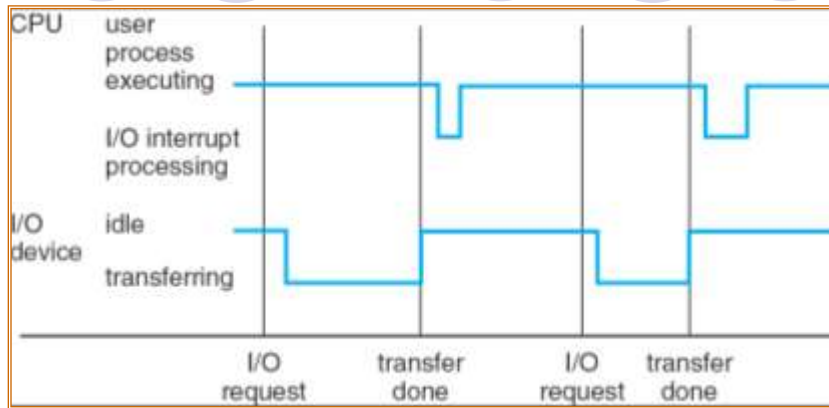 CPU
user
process
executing
I/O interrupt
processing
I/O
device
idle
transferring
I/O
request
transfer
done
I/O
request
transfer
done